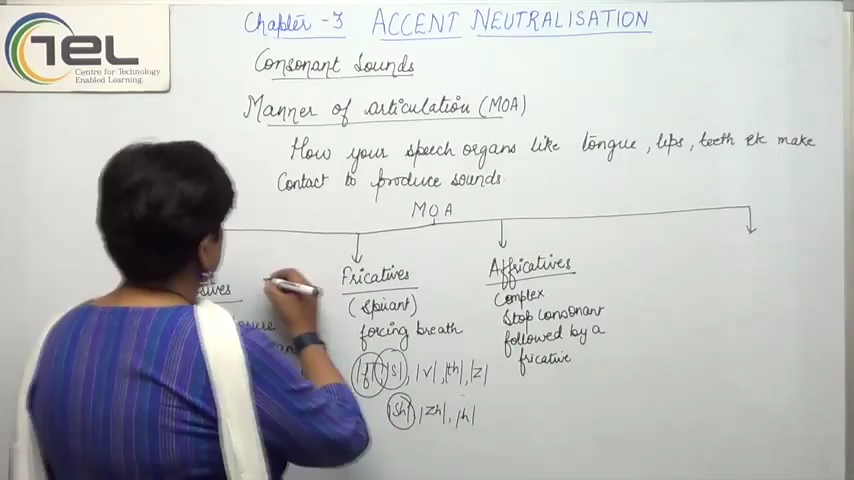 Chapter -3 ACCENT NEUTRALISATION
TEL
Centre for Technology
Enabled Learning
Consonant Sounds
Manner of articulation (MOA)
How your speech organs like tongue, lips, teeth etc make
Contact to produce sounds.
MOA
Fricatives
(Spirant)
forcing breath
|f|, |s|, |v|, |th|, |z|
|sh|, |zh|, |h|
Affricatives
Complex
Stop consonant
followed by a
fricative